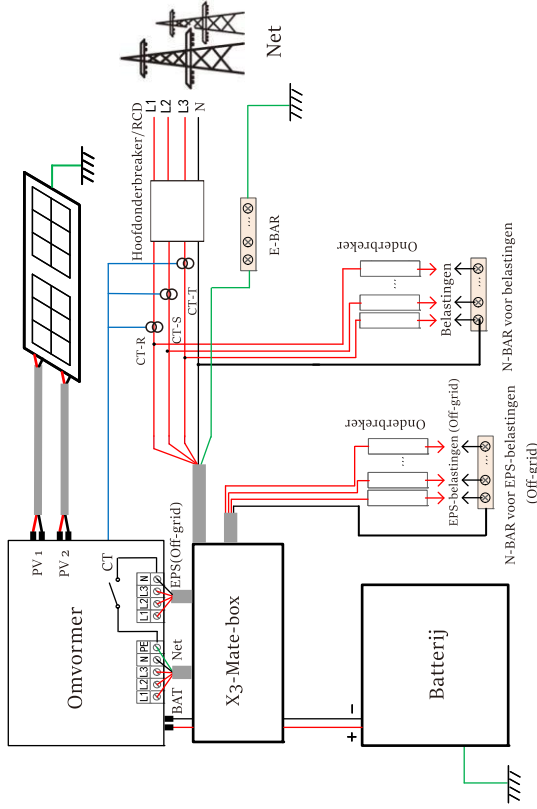 Net
Hoofdonderbreaker/RCD
L1
L2
L3
N
E-BAR
CT-R
CT-S
CT-T
Onderbreker
...
Belastingen
...
N-BAR voor belastingen
Onderbreker
...
EPS-belastingen (Off-grid)
...
N-BAR voor EPS-belastingen
(Off-grid)
PV 1
PV 2
CT
Omvormer
L1 L2 L3 N
EPS(Off-grid)
L1 L2 L3 N PE
Net
BAT
X3-Mate-box
+
-
Batterij